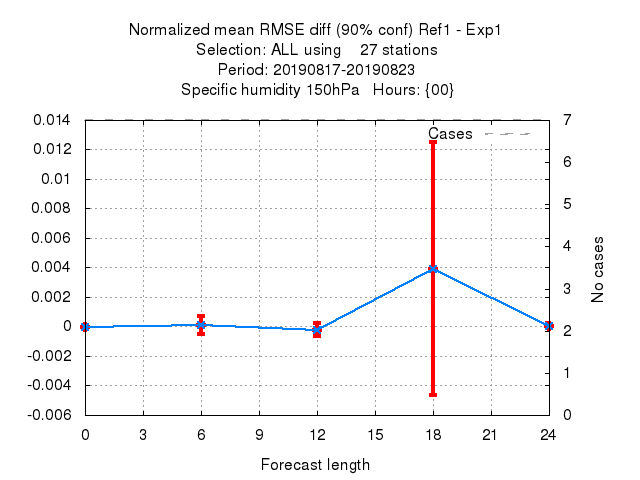 Normalized mean RMSE diff (90% conf) Ref1 - Exp1
Selection: ALL using    27 stations
Period: 20190817-20190823
Specific humidity 150hPa   Hours: {00}
Cases
0.014
0.012
0.01
0.008
0.006
0.004
0.002
0
-0.002
-0.004
-0.006
7
6
5
4
3
2
1
0
No cases
0 3 6 9 12 15 18 21 24
Forecast length